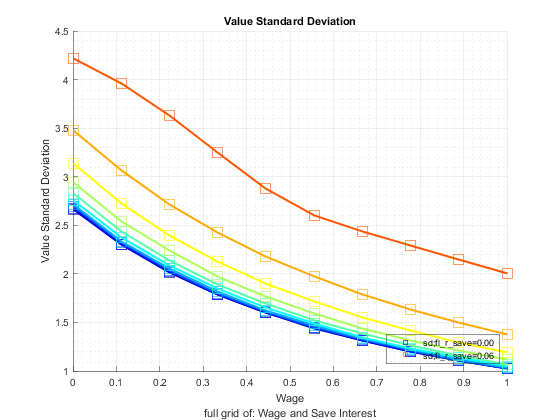 Value Standard Deviation
4.5
4
3.5
3
2.5
2
1.5
1
Value Standard Deviation
sd;fl_r_save=0.00
sd;fl_r_save=0.06
0 0.1 0.2 0.3 0.4 0.5 0.6 0.7 0.8 0.9 1
Wage
full grid of: Wage and Save Interest